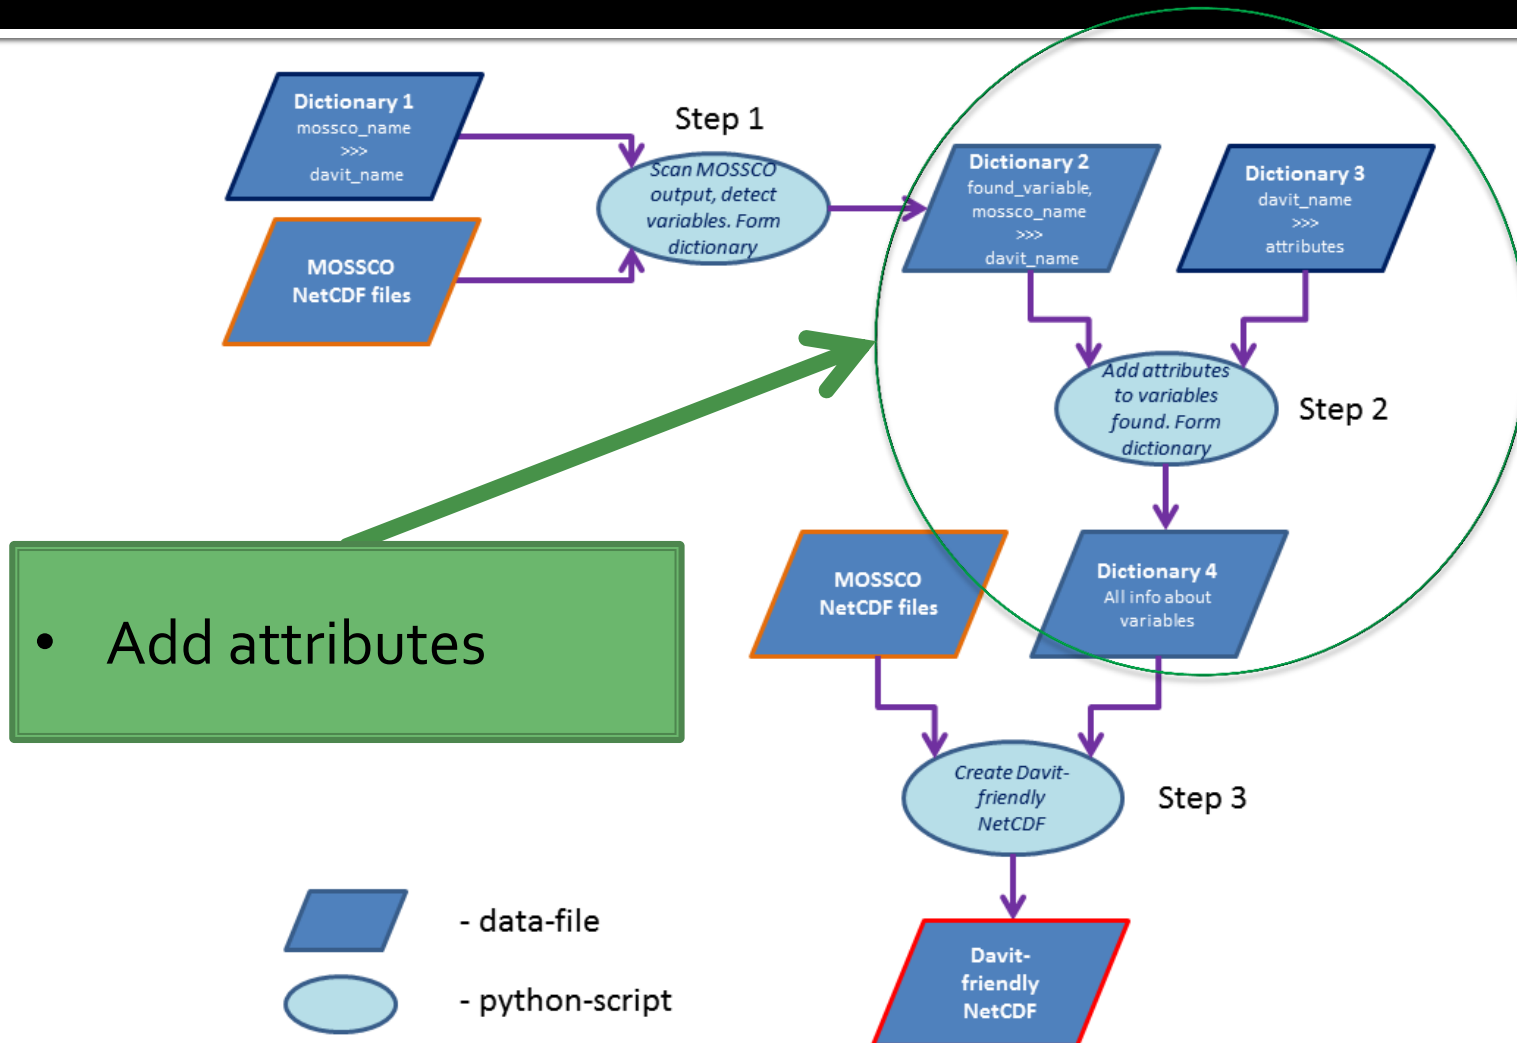 Dictionary 1
mossco_name
>>>
davit_name
MOSSCO
NetCDF files
Step 1
Scan MOSSCO
output, detect
variables. Form
dictionary
Dictionary 2
found_variable,
mossco_name
>>>
davit_name
Dictionary 3
davit_name
>>>
attributes
Add attributes
to variables
found. Form
dictionary
Step 2
• Add attributes
MOSSCO
NetCDF files
Dictionary 4
All info about
variables
Create Davit-
friendly
NetCDF
Step 3
- data-file
- python-script
Davit-
friendly
NetCDF